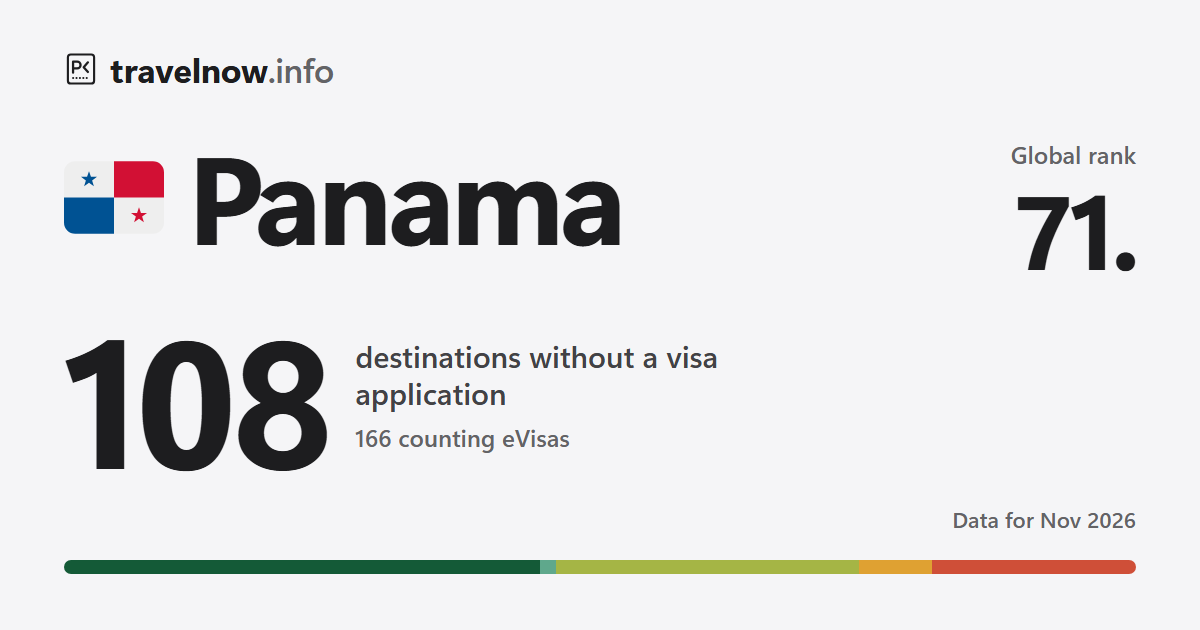 travelnow.info
Panama
Global rank
71.
108
destinations without a visa
application
166 counting eVisas
Data for Nov 2026